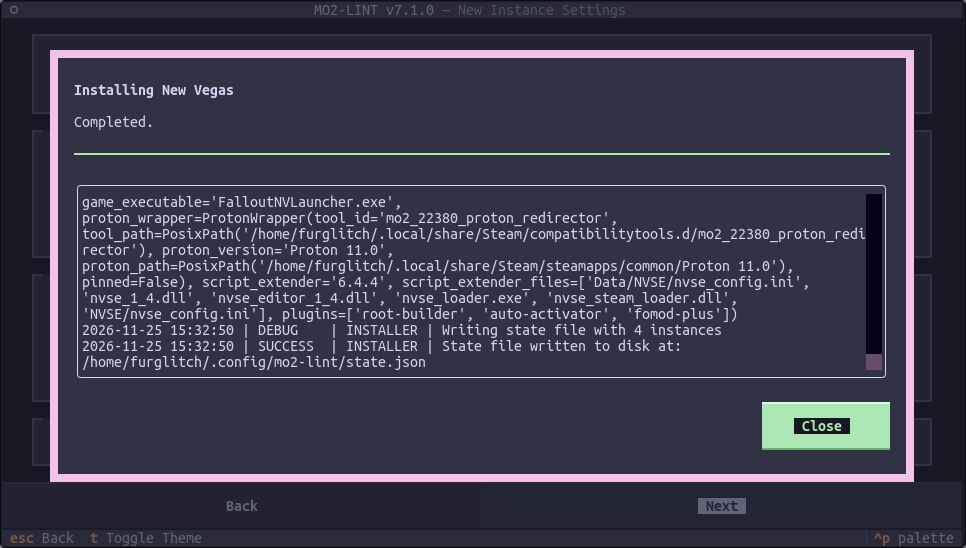 MO2-LINT v7.1.0 — New Instance Settings
Installing New Vegas
Completed.
game_executable='FalloutNVLauncher.exe',
proton_wrapper=ProtonWrapper(tool_id='mo2_22380_proton_redirector',
tool_path=PosixPath('/home/furglitch/.local/share/Steam/compatibilitytools.d/mo2_22380_proton_redi
rector'), proton_version='Proton 11.0',
proton_path=PosixPath('/home/furglitch/.local/share/Steam/steamapps/common/Proton 11.0'),
pinned=False), script_extender='6.4.4', script_extender_files=['Data/NVSE/nvse_config.ini',
'nvse_1_4.dll', 'nvse_editor_1_4.dll', 'nvse_loader.exe', 'nvse_steam_loader.dll',
'NVSE/nvse_config.ini'], plugins=['root-builder', 'auto-activator', 'fomod-plus'])
2026-11-25 15:32:50 | DEBUG    | INSTALLER | Writing state file with 4 instances
2026-11-25 15:32:50 | SUCCESS  | INSTALLER | State file written to disk at:
/home/furglitch/.config/mo2-lint/state.json
Close
Back Next
esc Back t Toggle Theme ^p palette